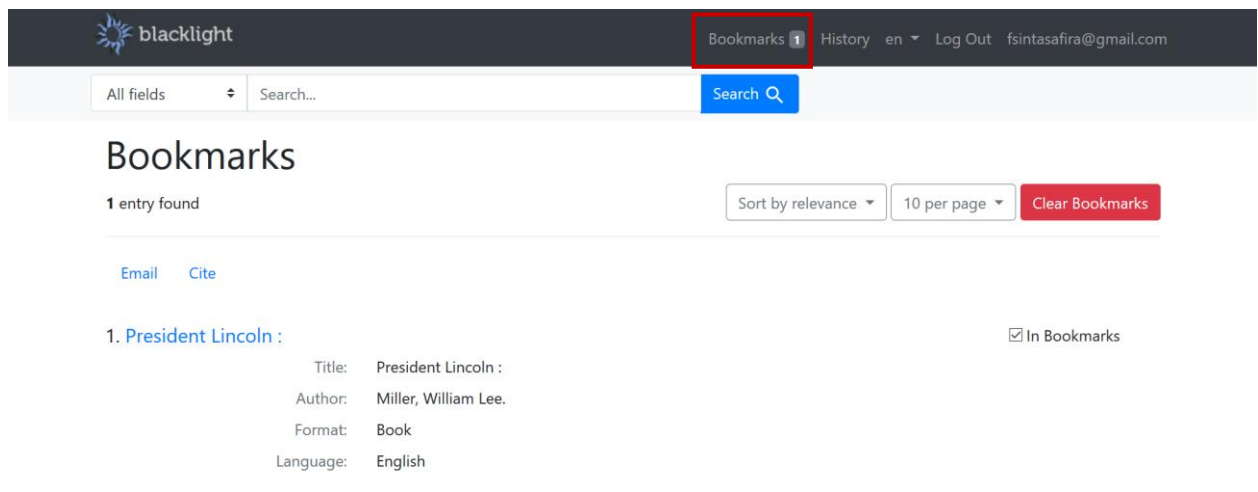 blacklight
Bookmarks 1 History en Log Out fsintasafira@gmail.com
All fields Search... Search
Bookmarks
1 entry found
Sort by relevance 10 per page Clear Bookmarks
Email Cite
1. President Lincoln :
In Bookmarks
Title: President Lincoln :
Author: Miller, William Lee.
Format: Book
Language: English